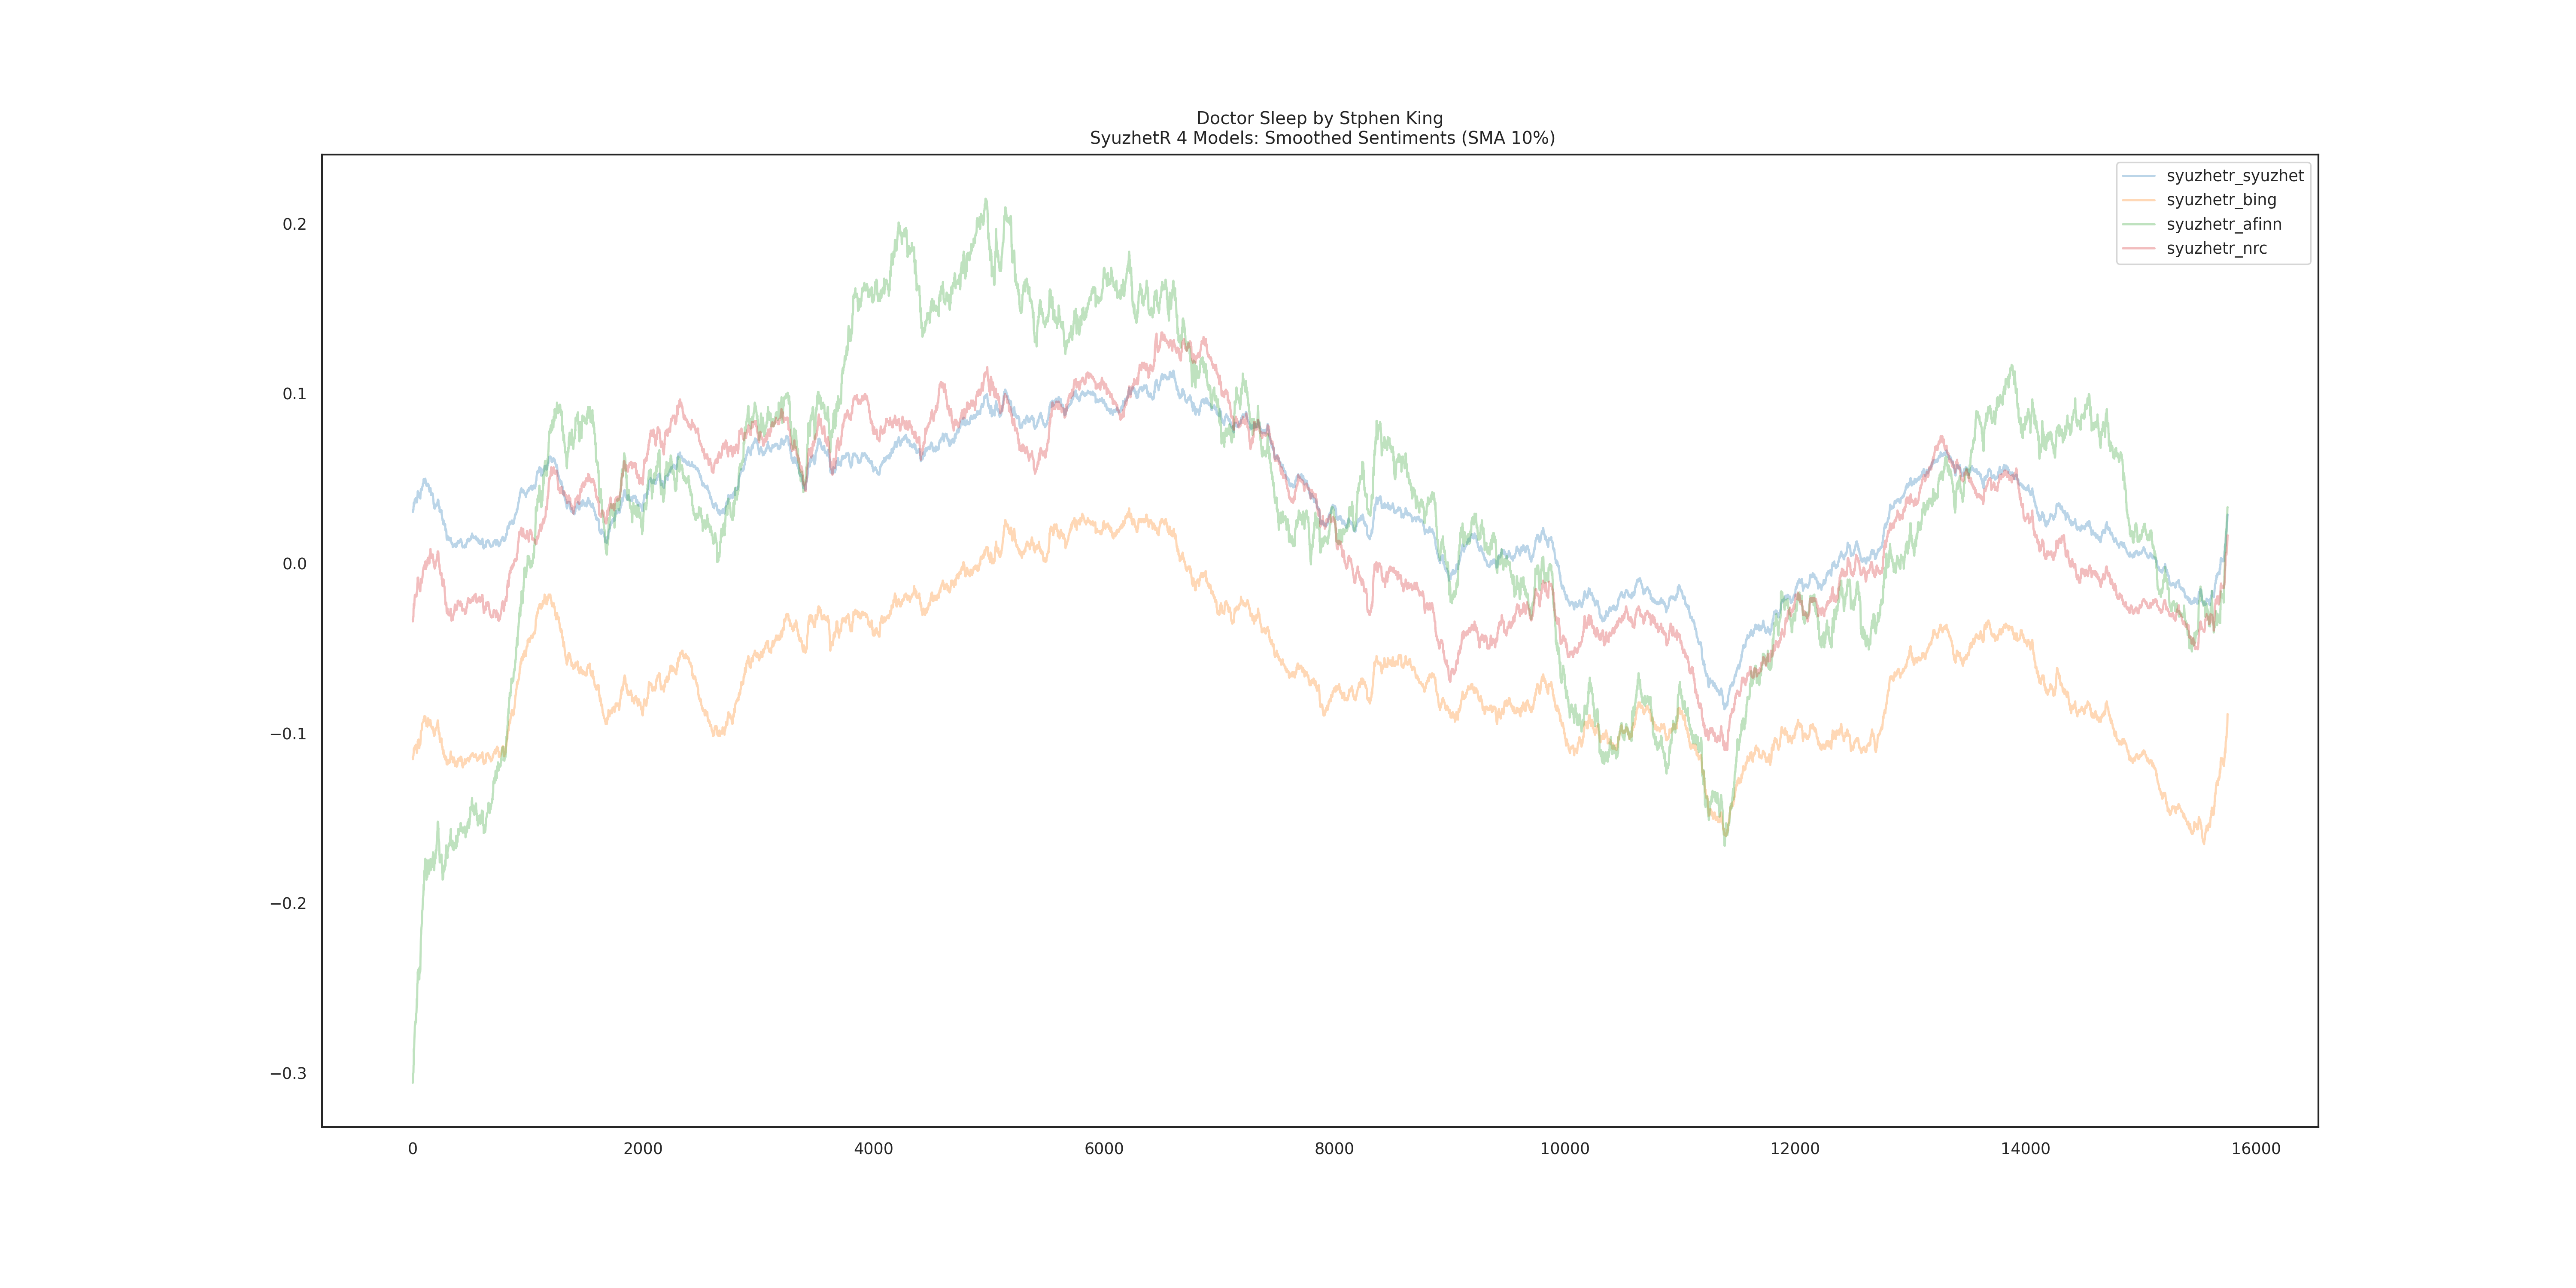 Doctor Sleep by Stphen King
SyuzhetR 4 Models: Smoothed Sentiments (SMA 10%)
syuzhetr_syuzhet
syuzhetr_bing
syuzhetr_afinn
syuzhetr_nrc
0.2
0.1
0.0
−0.1
−0.2
−0.3
0 2000 4000 6000 8000 10000 12000 14000 16000